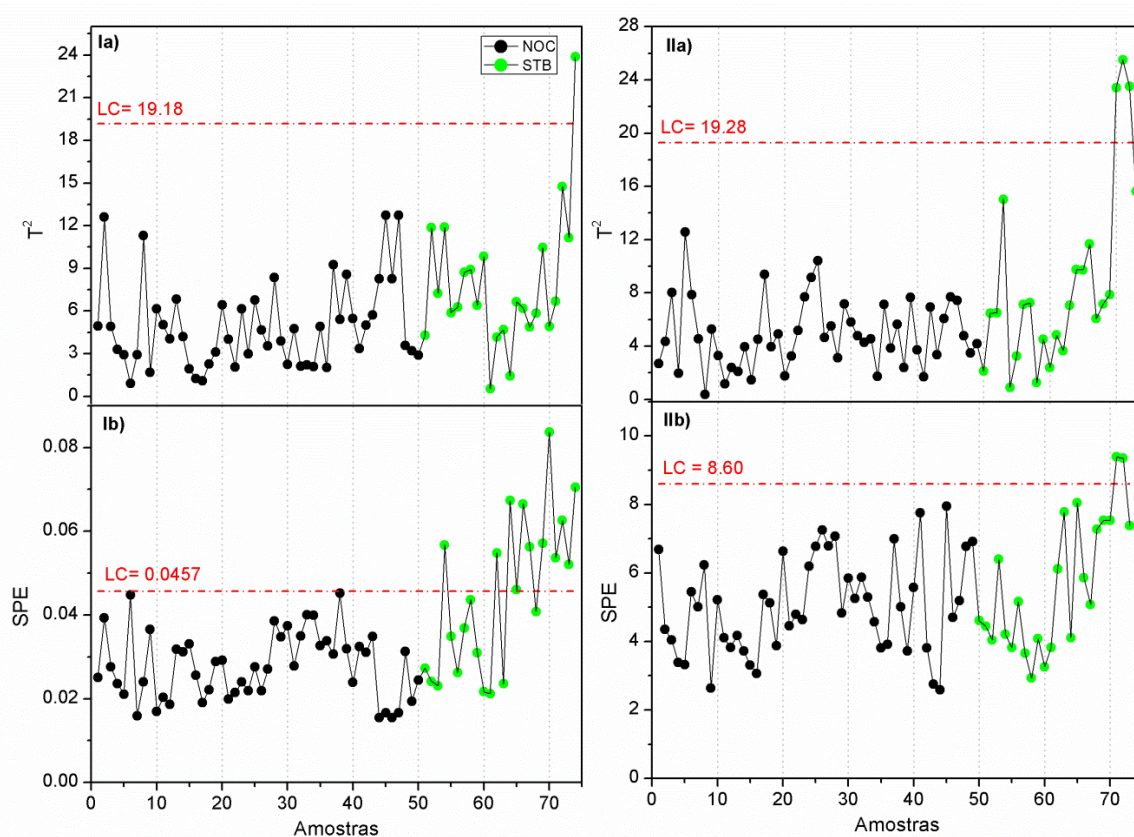 Ia)
NOC
STB
LC= 19.18
24
21
18
15
12
9
6
3
0
T²
IIa)
LC= 19.28
28
24
20
16
12
8
4
0
T²
Ib)
LC= 0.0457
0.08
0.06
0.04
0.02
0.00
SPE
0 10 20 30 40 50 60 70
Amostras
IIb)
LC = 8.60
10
8
6
4
2
0
SPE
0 10 20 30 40 50 60 70
Amostras